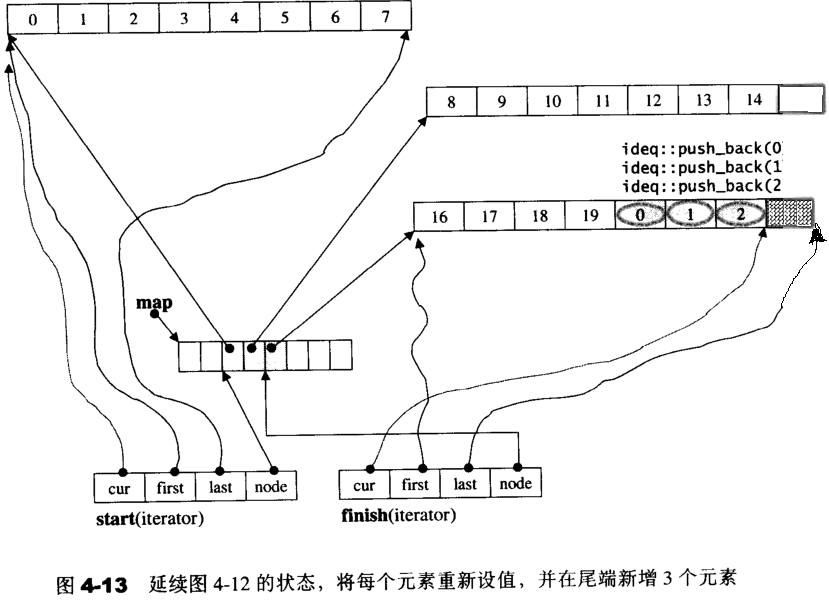 0 1 2 3 4 5 6 7
8 9 10 11 12 13 14
ideq::push_back(0
ideq::push_back(1
ideq::push_back(2
16 17 18 19 0 1 2
map
cur first last node
start(iterator)
cur first last node
finish(iterator)
图 4-13 延续图 4-12 的状态，将每个元素重新设值，并在尾端新增 3 个元素